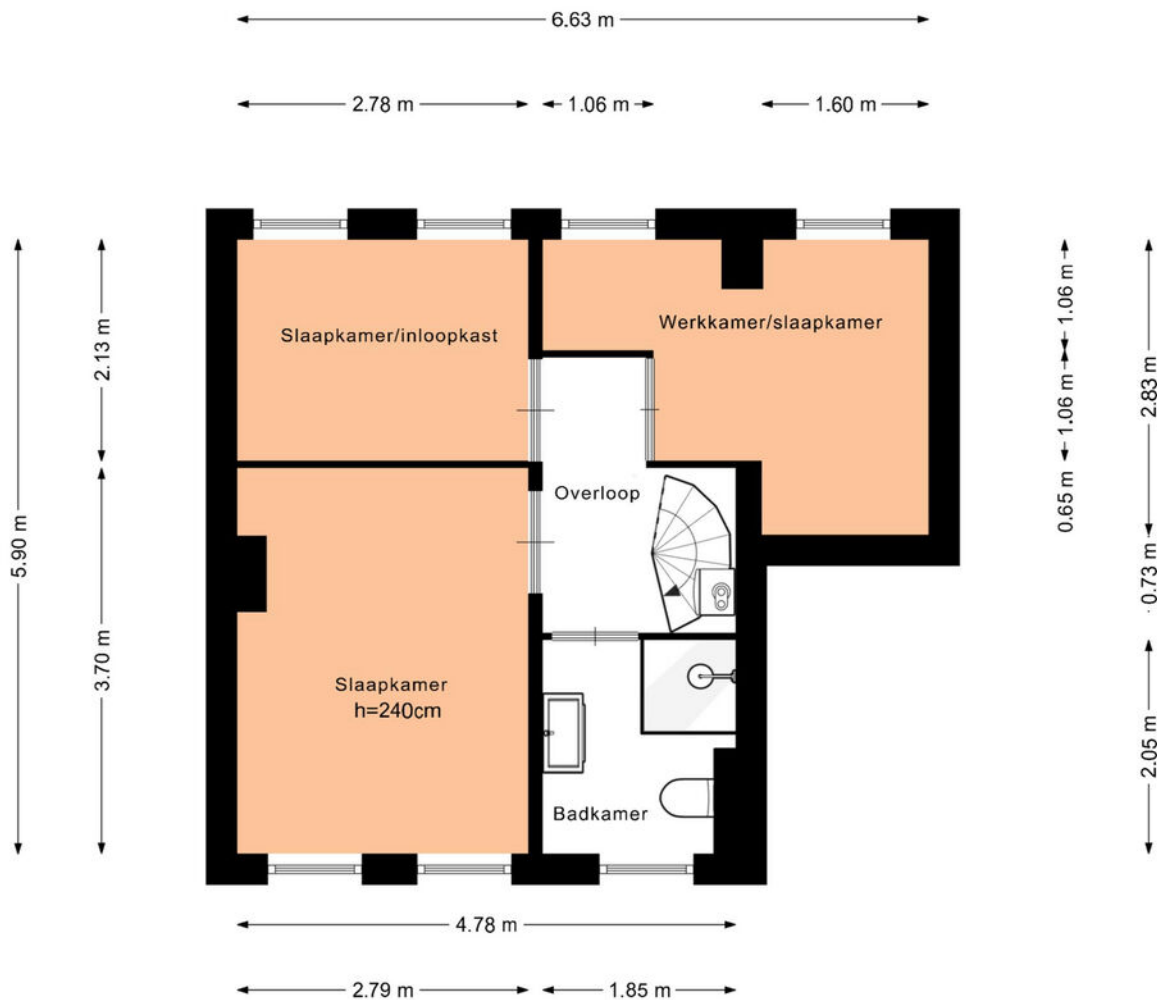 6.63 m
2.78 m
1.06 m
1.60 m
5.90 m
2.13 m
3.70 m
Slaapkamer/inloopkast
Werkkamer/slaapkamer
Overloop
Slaapkamer
h=240cm
Badkamer
1.06 m
1.06 m
0.65 m
2.83 m
0.73 m
2.05 m
4.78 m
2.79 m
1.85 m